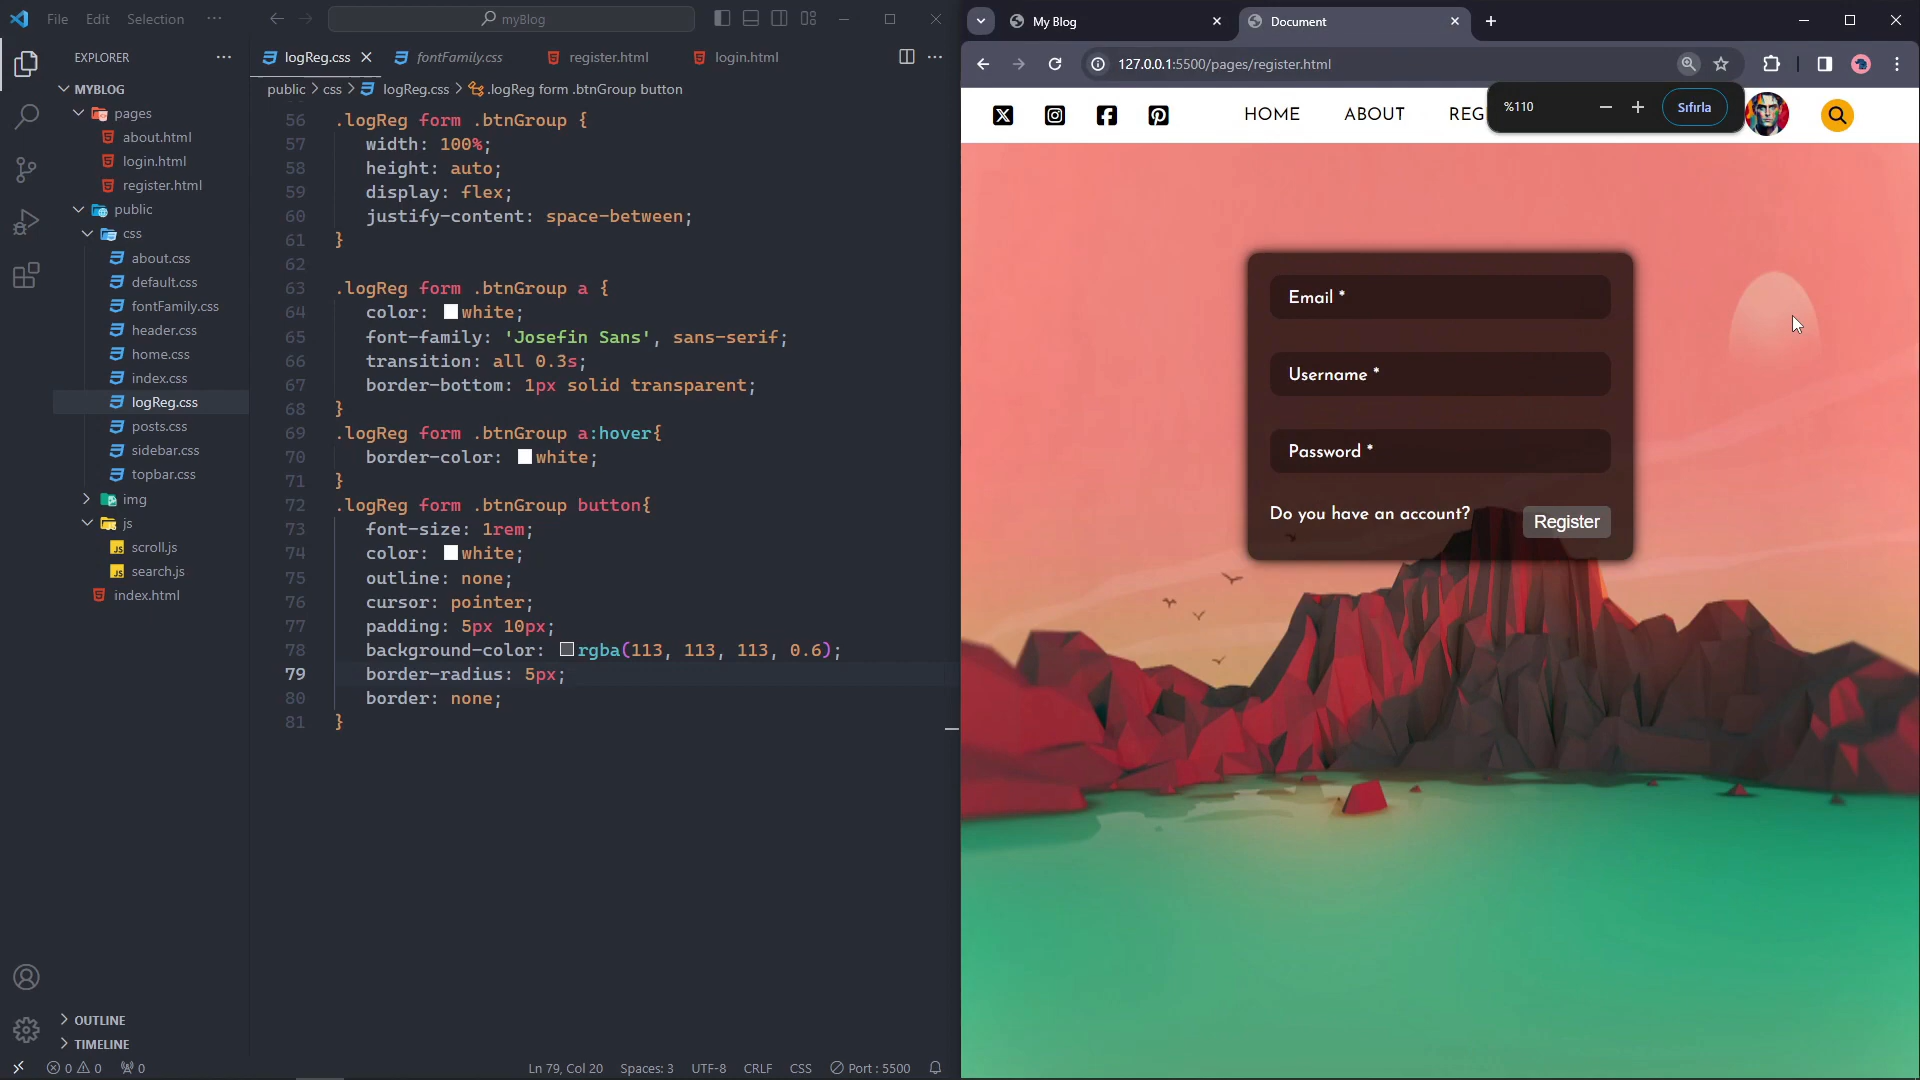 File Edit Selection ···
myBlog
EXPLORER
MYBLOG
pages
about.html
login.html
register.html
public
css
about.css
default.css
fontFamily.css
header.css
home.css
index.css
logReg.css
posts.css
sidebar.css
topbar.css
img
js
scroll.js
search.js
index.html
OUTLINE
TIMELINE
logReg.css
fontFamily.css
register.html
login.html
public > css > logReg.css > .logReg form .btnGroup button
56 .logReg form .btnGroup {
57 width: 100%;
58 height: auto;
59 display: flex;
60 justify-content: space-between;
61 }
62
63 .logReg form .btnGroup a {
64 color: white;
65 font-family: 'Josefin Sans', sans-serif;
66 transition: all 0.3s;
67 border-bottom: 1px solid transparent;
68 }
69 .logReg form .btnGroup a:hover{
70 border-color: white;
71 }
72 .logReg form .btnGroup button{
73 font-size: 1rem;
74 color: white;
75 outline: none;
76 cursor: pointer;
77 padding: 5px 10px;
78 background-color: rgba(113, 113, 113, 0.6);
79 border-radius: 5px;
80 border: none;
81 }
0 0 0
Ln 79, Col 20 Spaces: 3 UTF-8 CRLF CSS Port : 5500
My Blog
Document
127.0.0.1:5500/pages/register.html
%110
Sıfırla
HOME ABOUT REG
Email *
Username *
Password *
Do you have an account?
Register